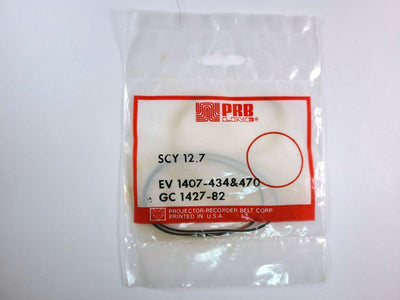 PRB
LINE®
SCY 12.7
EV 1407-434&470
GC 1427-82
PROJECTOR-RECORDER BELT CORP.
PRINTED IN U.S.A.